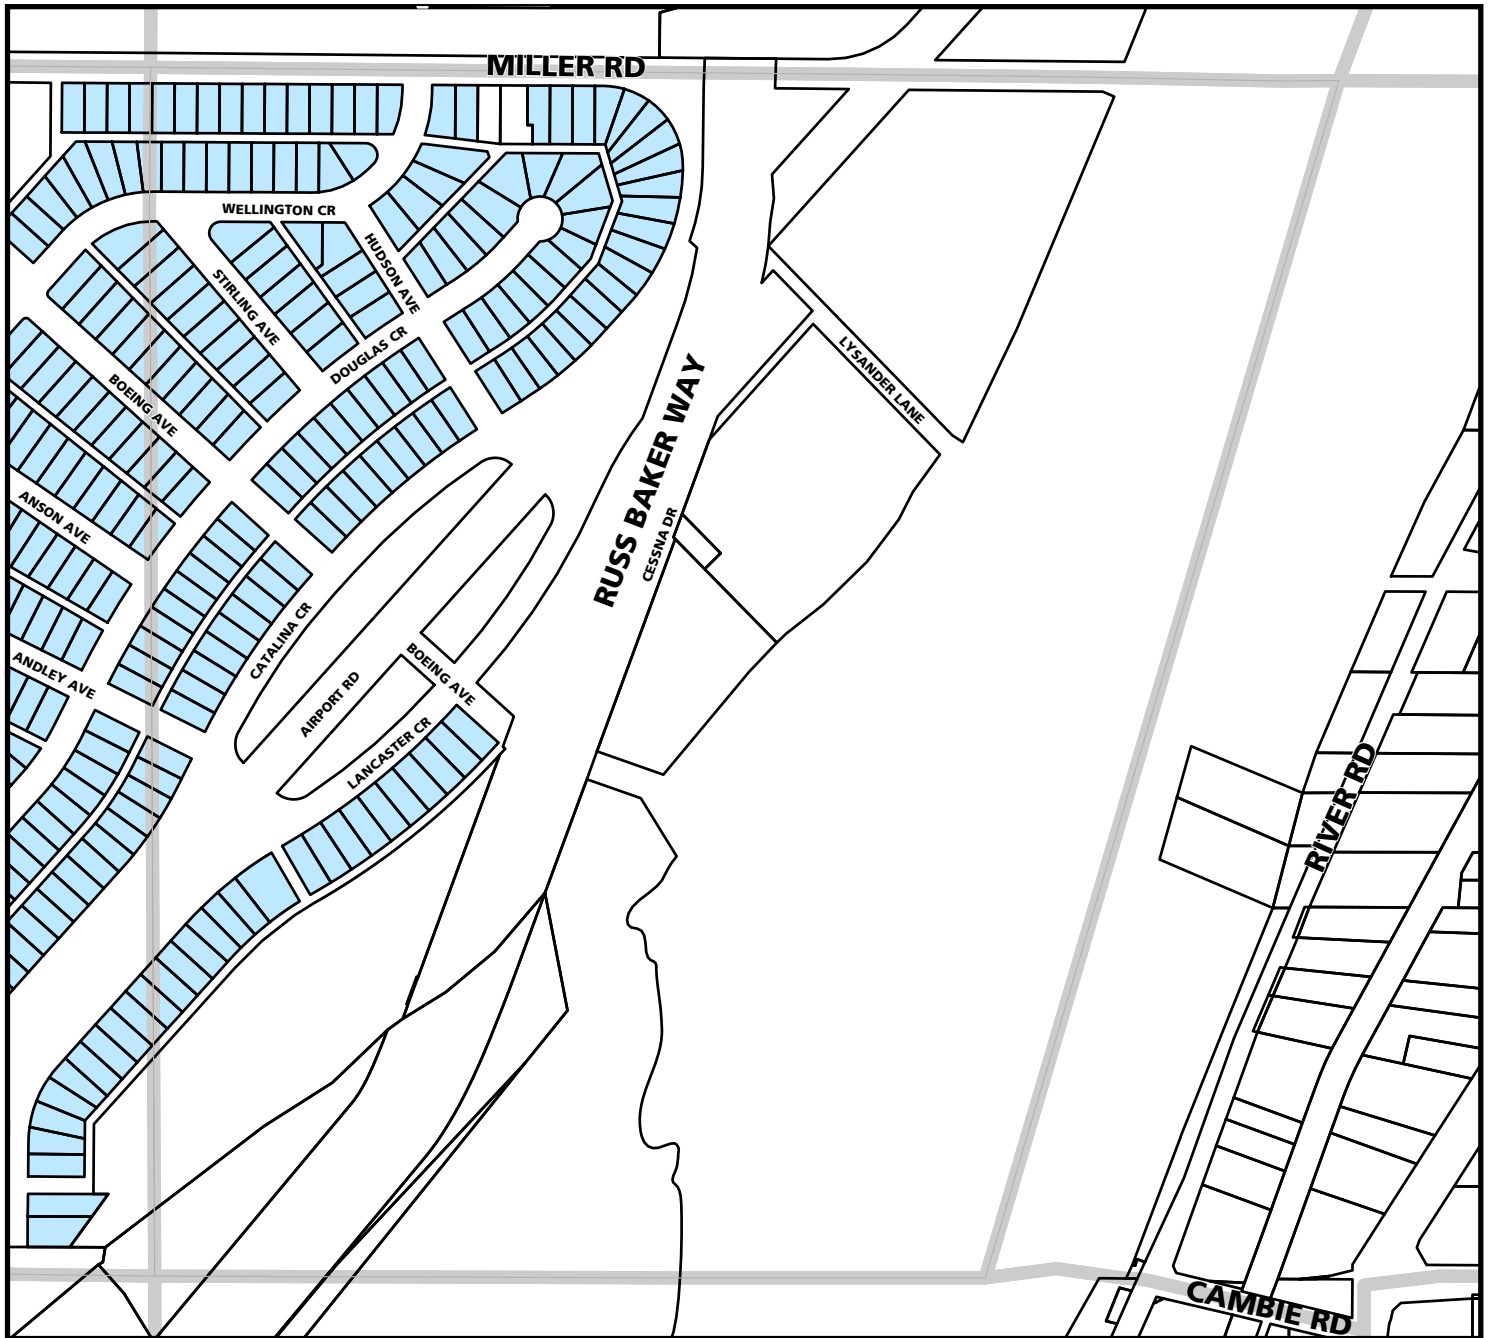 MILLER RD
WELLINGTON CR
HUDSON AVE
STIRLING AVE
DOUGLAS CR
LYSANDER LANE
BOEING AVE
RUSS BAKER WAY
CESSNA DR
ANSON AVE
CATALINA CR
ANDLEY AVE
BOEING AVE
AIRPORT RD
LANCASTER CR
RIVER RD
CAMBIE RD